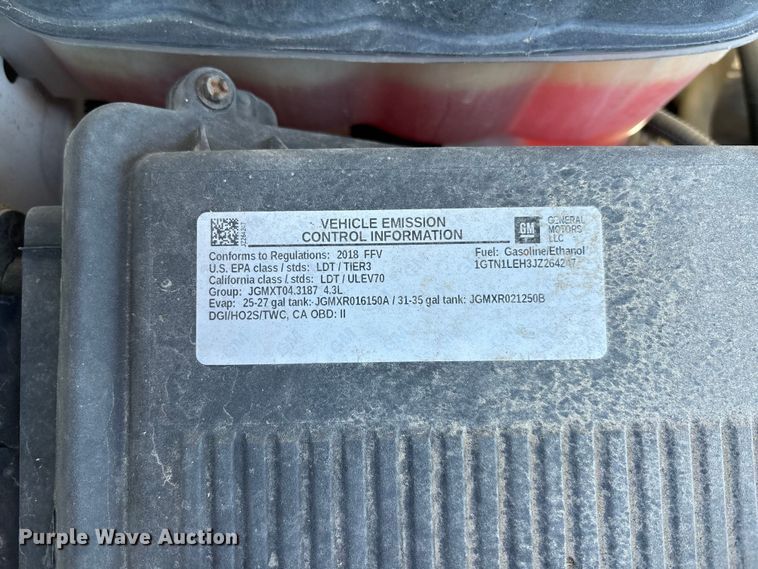 VEHICLE EMISSION
CONTROL INFORMATION
GM
GENERAL
MOTORS
LLC
Conforms to Regulations: 2018 FFV
Fuel: Gasoline/Ethanol
U.S. EPA class / stds: LDT / TIER3
1GTN1LEH3JZ264247
California class / stds: LDT / ULEV70
Group: JGMXT04.3187 4.3L
Evap: 25-27 gal tank: JGMXR016150A / 31-35 gal tank: JGMXR021250B
DGI/HO2S/TWC, CA OBD: II
Purple Wave Auction